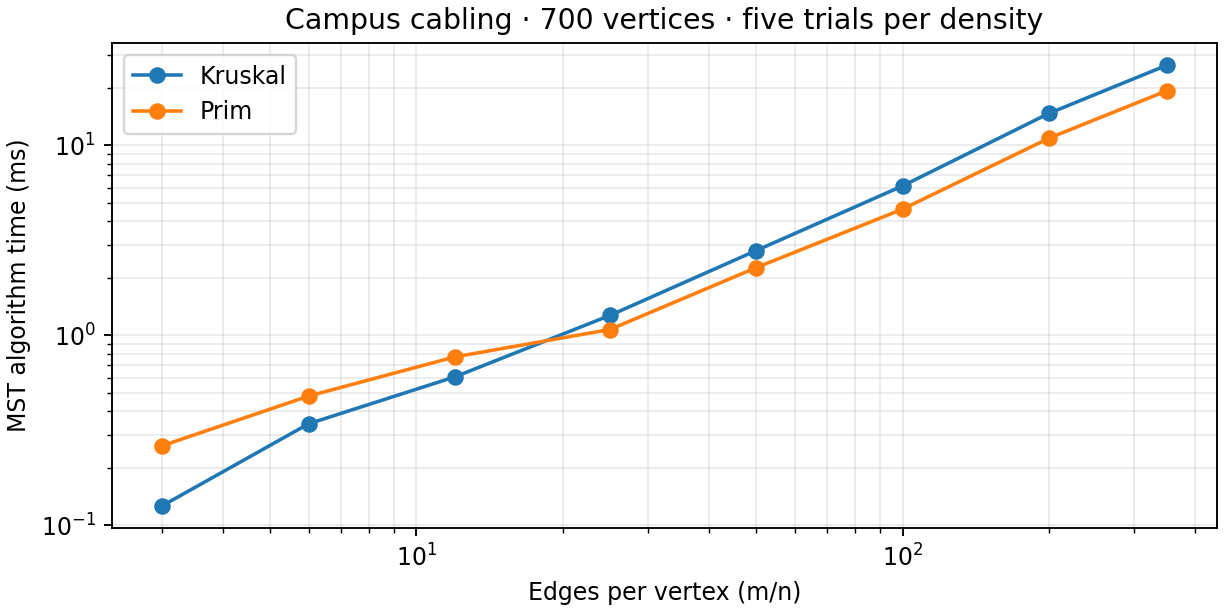 Campus cabling · 700 vertices · five trials per density
Kruskal
Prim
MST algorithm time (ms)
10¹
10⁰
10⁻¹
10¹
10²
Edges per vertex (m/n)